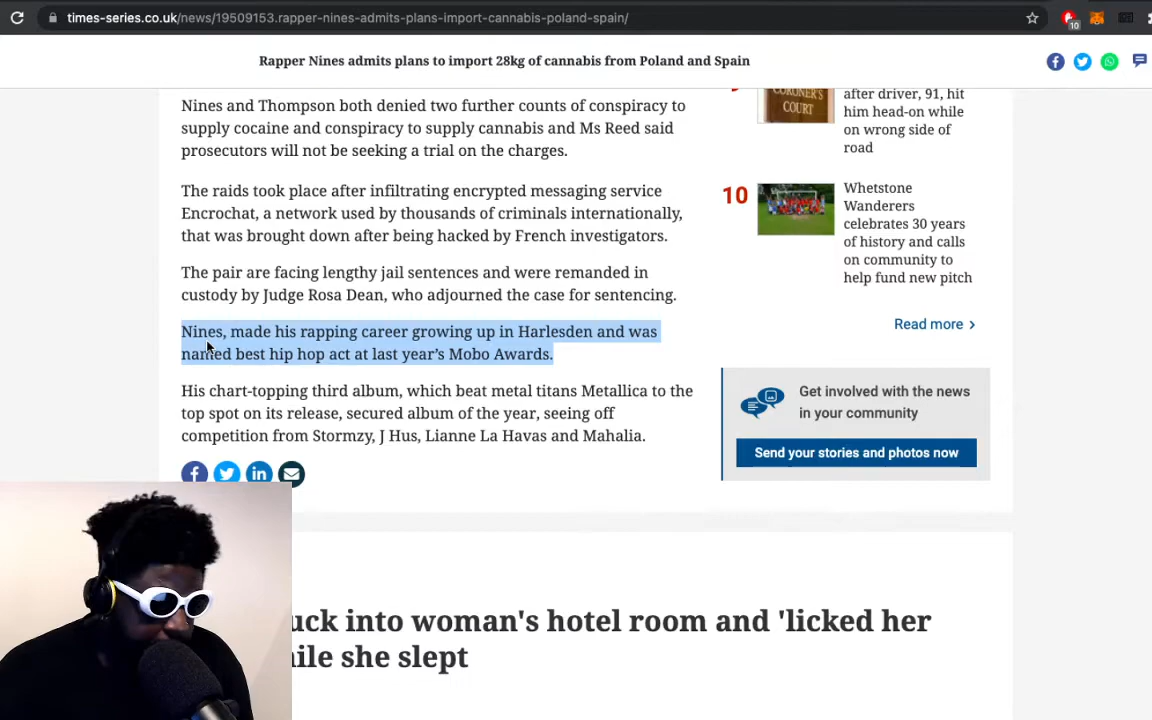 times-series.co.uk/news/19509153.rapper-nines-admits-plans-import-cannabis-poland-spain/
10
Rapper Nines admits plans to import 28kg of cannabis from Poland and Spain
Nines and Thompson both denied two further counts of conspiracy to
supply cocaine and conspiracy to supply cannabis and Ms Reed said
prosecutors will not be seeking a trial on the charges.
The raids took place after infiltrating encrypted messaging service
Encrochat, a network used by thousands of criminals internationally,
that was brought down after being hacked by French investigators.
The pair are facing lengthy jail sentences and were remanded in
custody by Judge Rosa Dean, who adjourned the case for sentencing.
Nines, made his rapping career growing up in Harlesden and was
named best hip hop act at last year's Mobo Awards.
His chart-topping third album, which beat metal titans Metallica to the
top spot on its release, secured album of the year, seeing off
competition from Stormzy, J Hus, Lianne La Havas and Mahalia.
CORONER'S
COURT
after driver, 91, hit
him head-on while
on wrong side of
road
10
Whetstone
Wanderers
celebrates 30 years
of history and calls
on community to
help fund new pitch
Read more >
Get involved with the news
in your community
Send your stories and photos now
uck into woman's hotel room and 'licked her
she slept